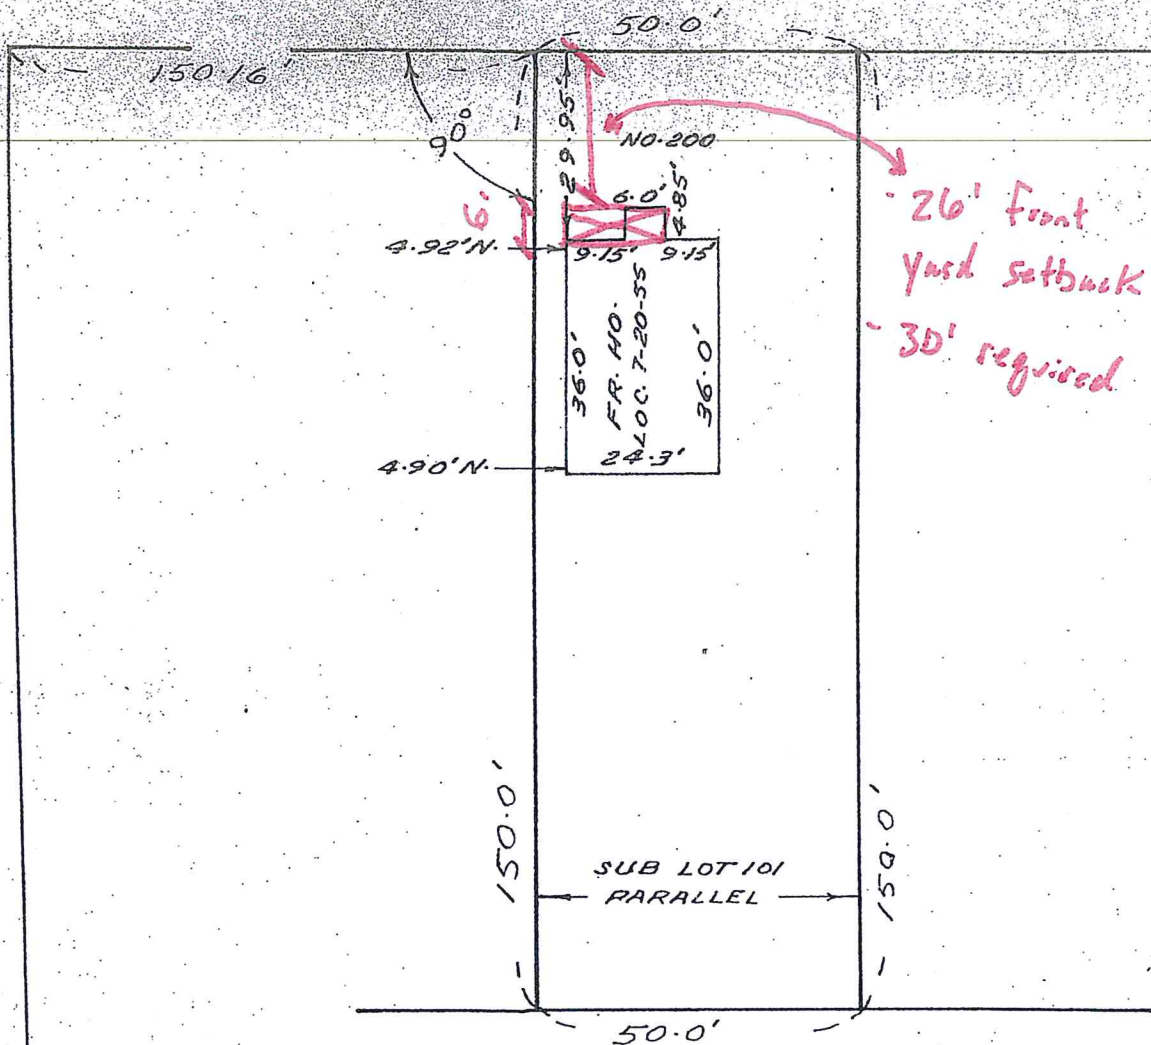 50.0'
150.16'
90°
29.95'
NO.200
6.0'
4.85'
6'
4.92'N.
9.15' 9.15'
- 26' Front
yard setback
- 30' required
36.0'
FR. HO.
LOC. 7-20-55
36.0'
24.3'
4.90'N.
150.0'
150.0'
SUB LOT 101
PARALLEL
50.0'